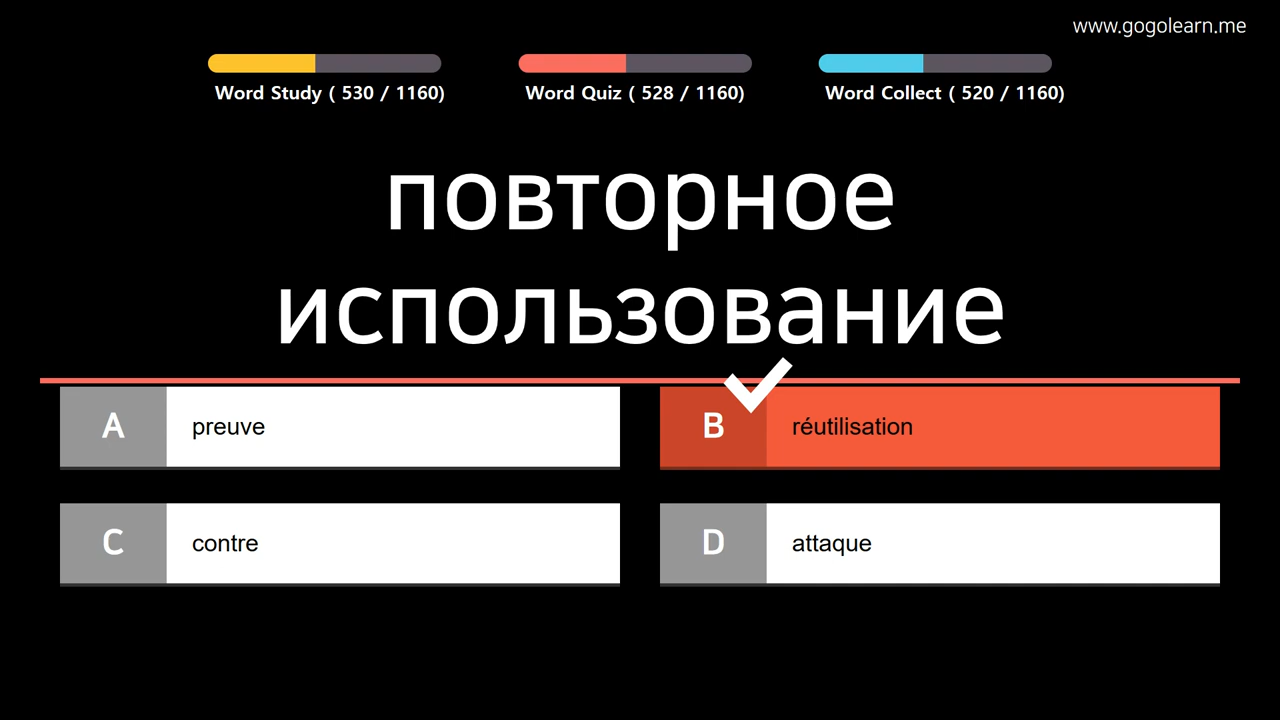 www.gogolearn.me
Word Study ( 530 / 1160)
Word Quiz ( 528 / 1160)
Word Collect ( 520 / 1160)
повторное
использование
A
preuve
B
réutilisation
C
contre
D
attaque